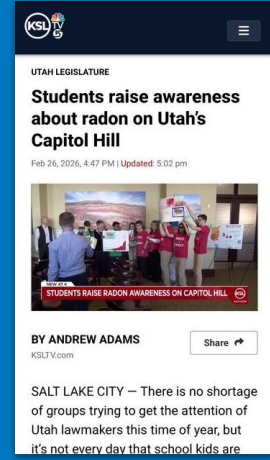 KSL TV 5
UTAH LEGISLATURE
Students raise awareness
about radon on Utah's
Capitol Hill
Feb 26, 2026, 4:47 PM | Updated: 5:02 pm
NEW AT 4
STUDENTS RAISE RADON AWARENESS ON CAPITOL HILL
BY ANDREW ADAMS
Share
KSLTV.com
SALT LAKE CITY — There is no shortage
of groups trying to get the attention of
Utah lawmakers this time of year, but
it's not every day that school kids are